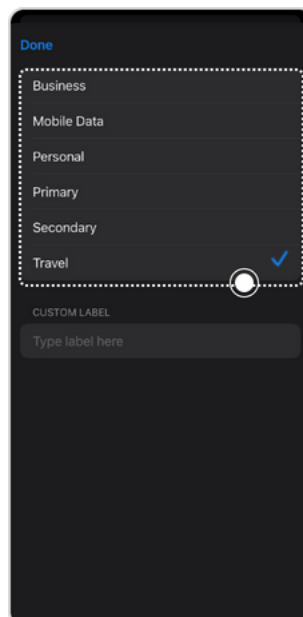 Done
Business
Mobile Data
Personal
Primary
Secondary
Travel
CUSTOM LABEL
Type label here